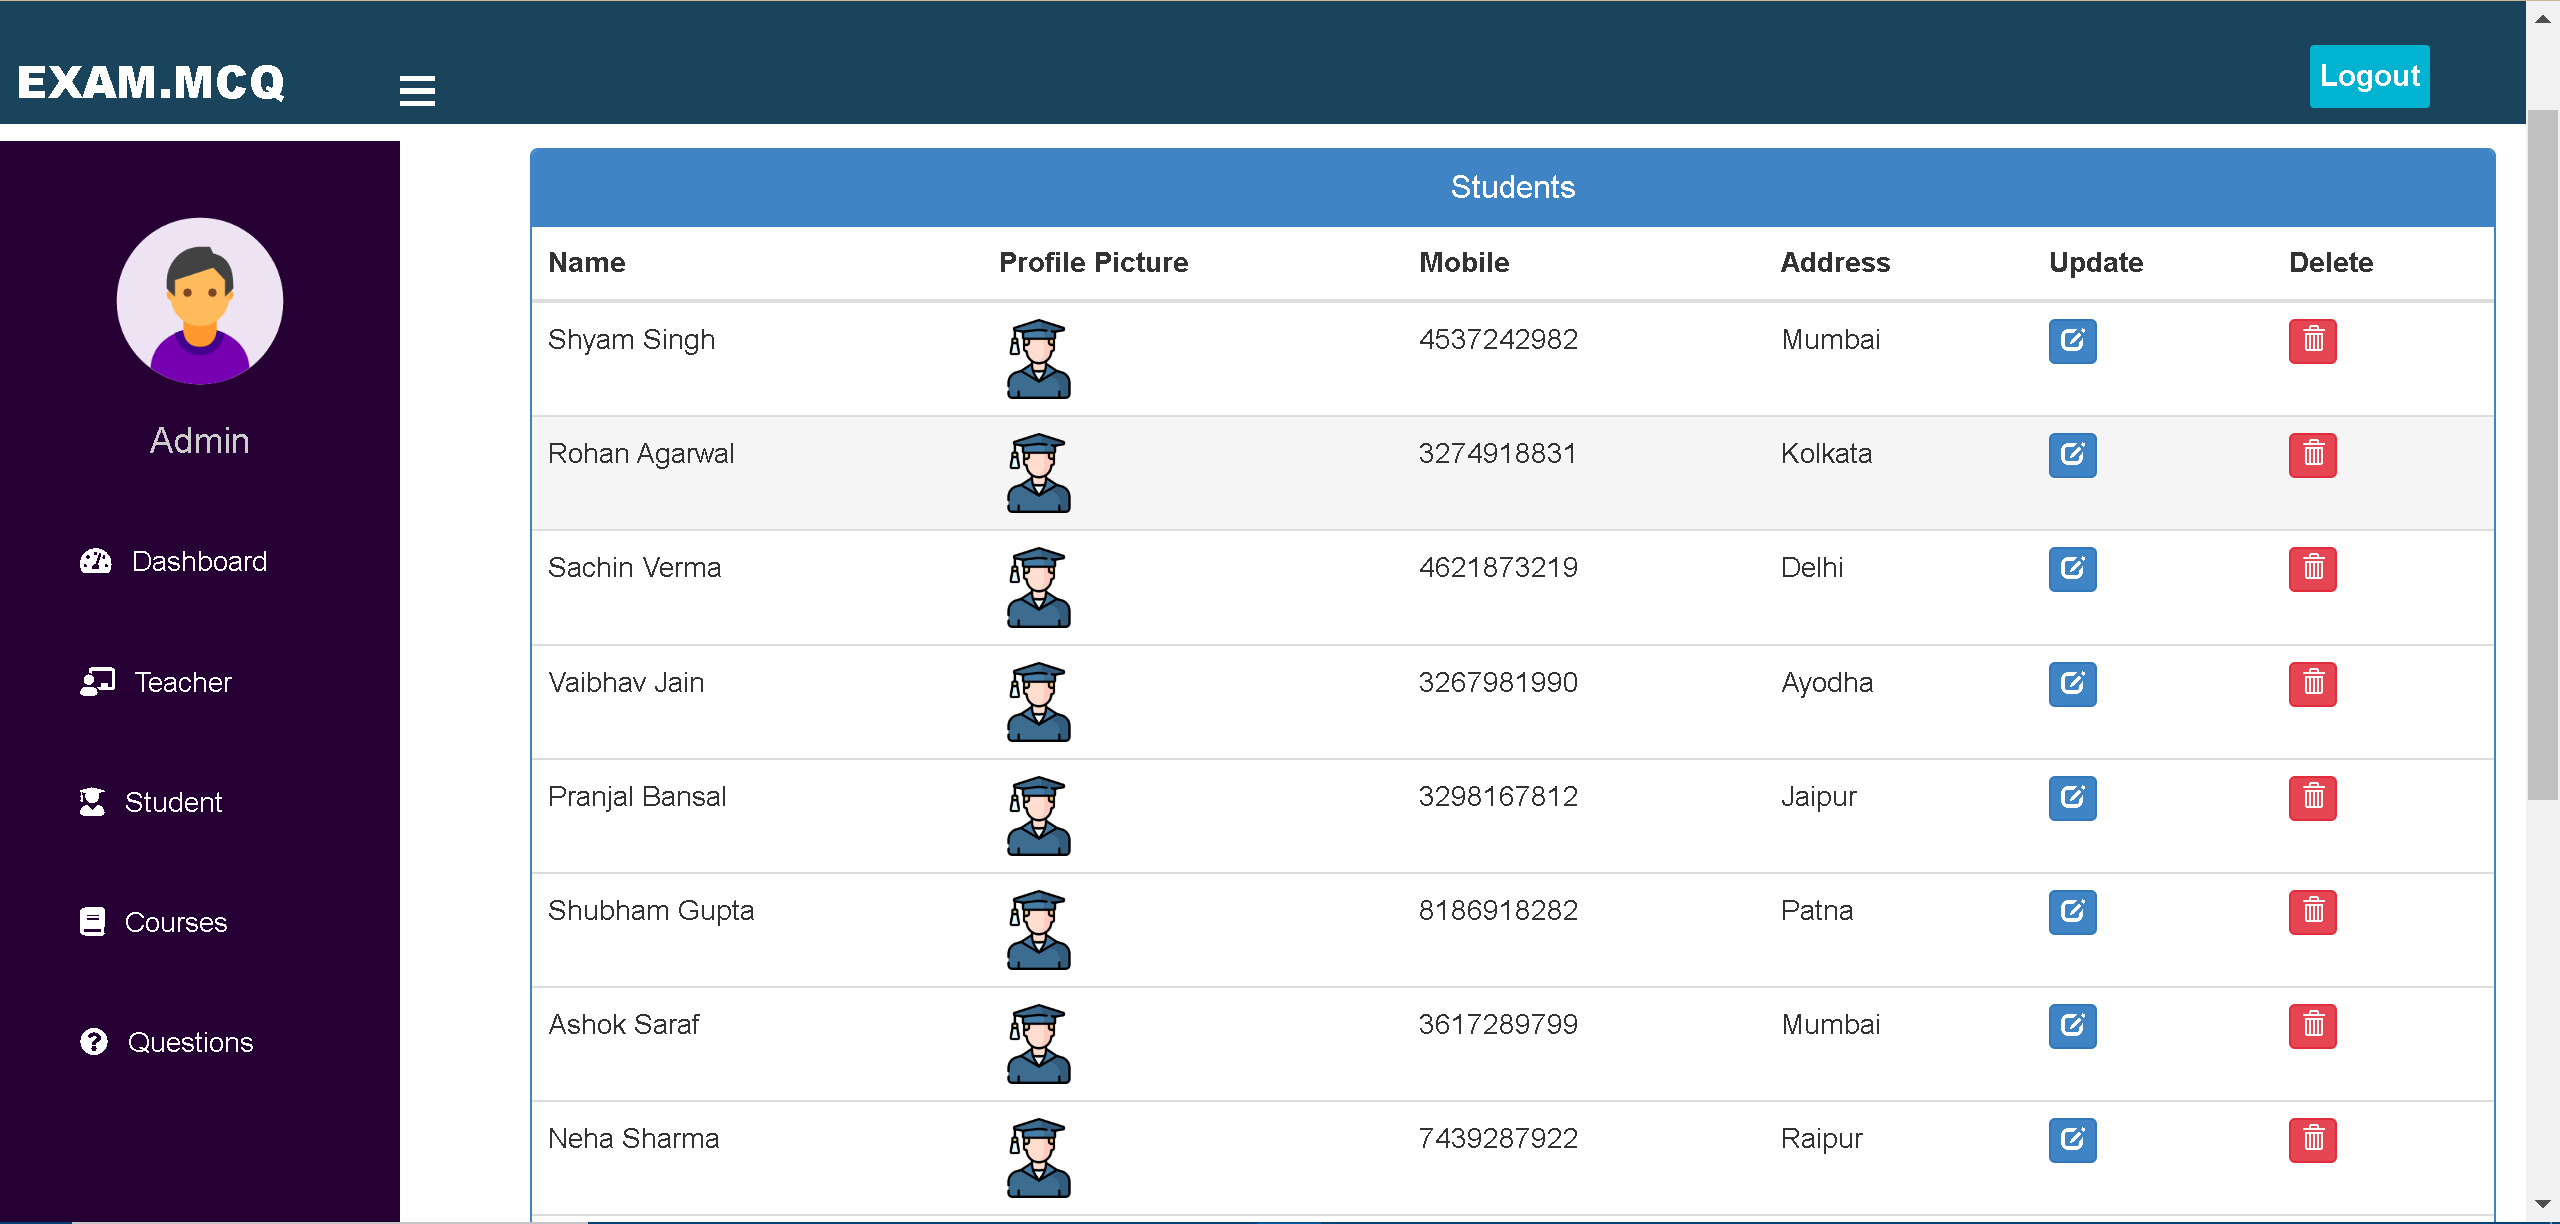 EXAM.MCQ
Logout
Admin
Dashboard
Teacher
Student
Courses
Questions
Students
Name Profile Picture Mobile Address Update Delete
Shyam Singh 4537242982 Mumbai
Rohan Agarwal 3274918831 Kolkata
Sachin Verma 4621873219 Delhi
Vaibhav Jain 3267981990 Ayodha
Pranjal Bansal 3298167812 Jaipur
Shubham Gupta 8186918282 Patna
Ashok Saraf 3617289799 Mumbai
Neha Sharma 7439287922 Raipur